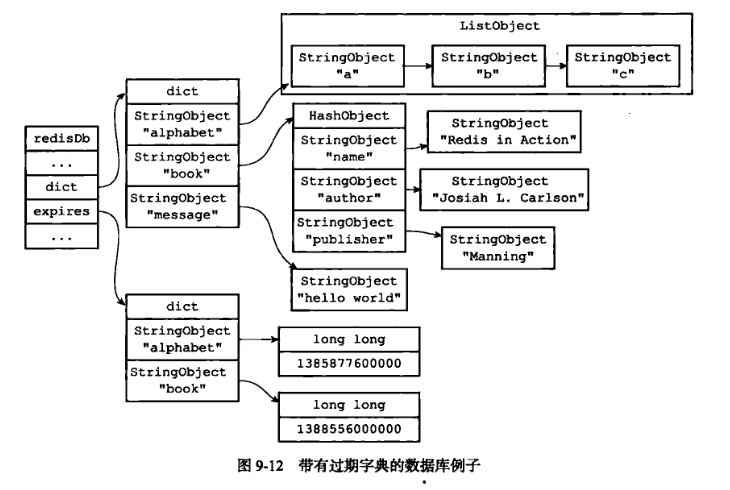 ListObject
StringObject
"a"
StringObject
"b"
StringObject
"c"
redisDb
...
dict
expires
...
dict
StringObject
"alphabet"
StringObject
"book"
StringObject
"message"
HashObject
StringObject
"name"
StringObject
"author"
StringObject
"publisher"
StringObject
"Redis in Action"
StringObject
"Josiah L. Carlson"
StringObject
"Manning"
StringObject
"hello world"
dict
StringObject
"alphabet"
StringObject
"book"
long long
1385877600000
long long
1388556000000
图 9-12 带有过期字典的数据库例子